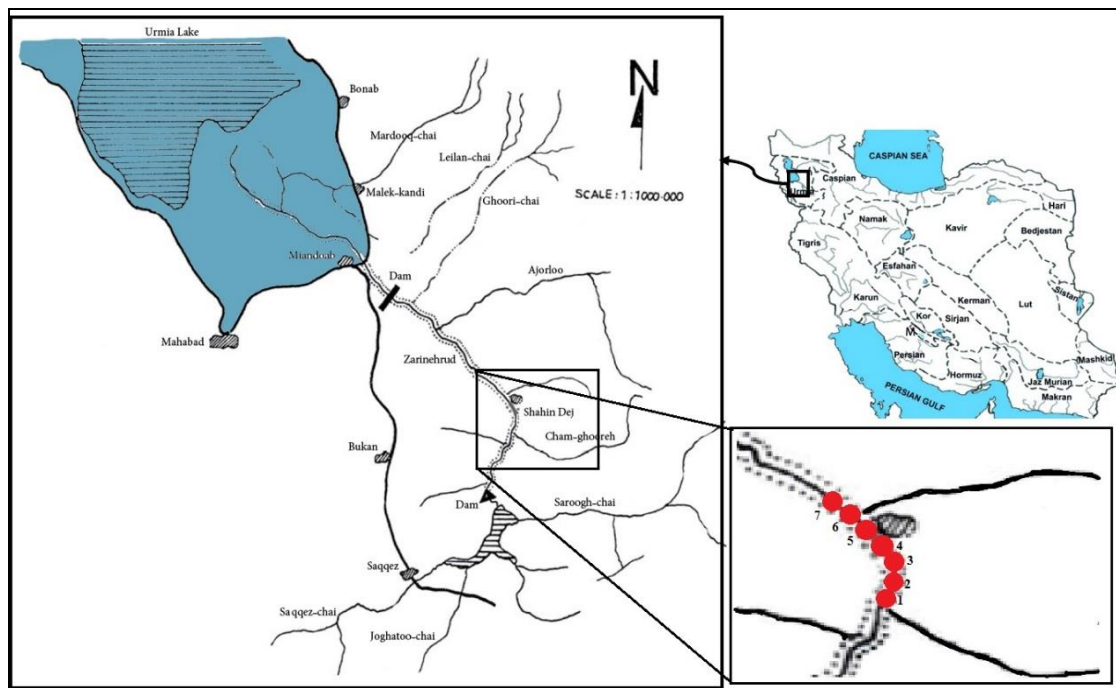 Urmia Lake
Bonab
Mardooq-chai
Leilan-chai
N
Malek-kandi
Ghoori-chai
SCALE : 1:1000-000
Miandoab
Dam
Ajorloo
Mahabad
Zarinehrud
Shahin Dej
Cham-ghooreh
Bukan
Dam
Saroogh-chai
Saqqez
Saqqez-chai
Joghatoo-chai
CASPIAN SEA
Urmia
Caspian
Hari
Namak
Kavir
Bedjestan
Tigris
Esfahan
Sistan
Karun
Kerman
Lut
Kor
Sirjan
M
Mashkid
Persian
Hormuz
Jaz Murian
Makran
PERSIAN GULF
7
6
5
4
3
2
1